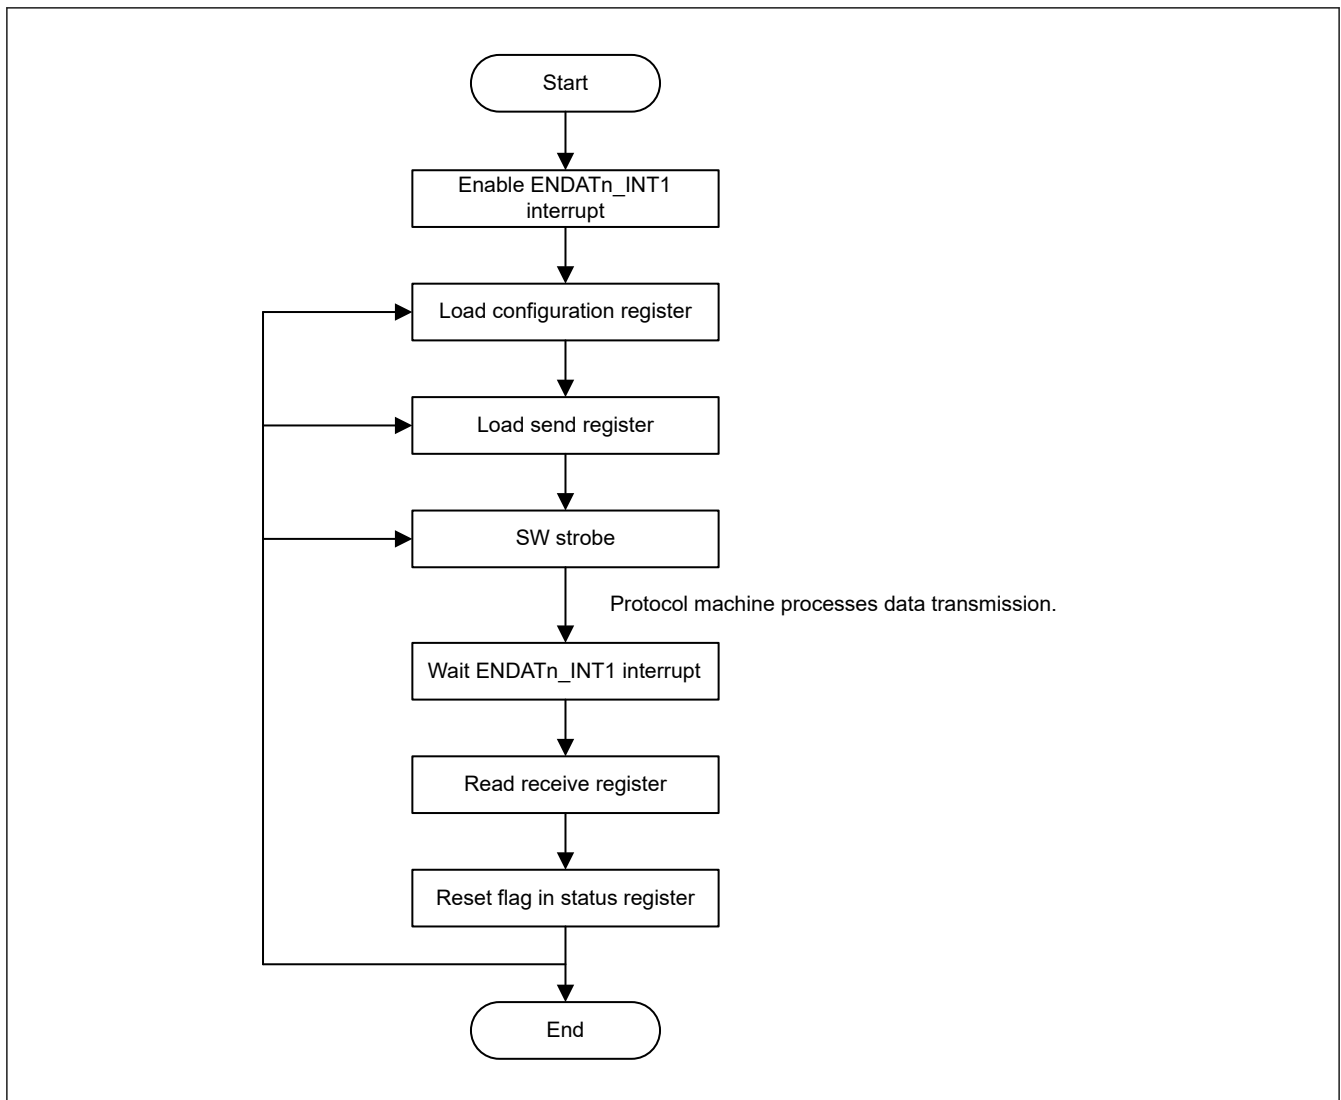 Start
Enable ENDATn_INT1
interrupt
Load configuration register
Load send register
SW strobe
Protocol machine processes data transmission.
Wait ENDATn_INT1 interrupt
Read receive register
Reset flag in status register
End